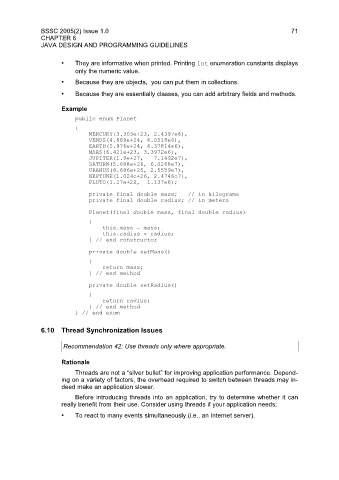 BSSC 2005(2) Issue 1.0 71
CHAPTER 6
JAVA DESIGN AND PROGRAMMING GUIDELINES
• They are informative when printed. Printing int enumeration constants displays
only the numeric value.
• Because they are objects, you can put them in collections.
• Because they are essentially classes, you can add arbitrary fields and methods.
Example
public enum Planet
{
MERCURY(3.303e+23, 2.4397e6),
VENUS(4.869e+24, 6.0518e6),
EARTH(5.976e+24, 6.37814e6),
MARS(6.421e+23, 3.3972e6),
JUPITER(1.9e+27, 7.1492e7),
SATURN(5.688e+26, 6.0268e7),
URANUS(8.686e+25, 2.5559e7),
NEPTUNE(1.024e+26, 2.4746e7),
PLUTO(1.27e+22, 1.137e6);
private final double mass; // in kilograms
private final double radius; // in meters
Planet(final double mass, final double radius)
{
this.mass = mass;
this.radius = radius;
} // end constructor
private double getMass()
{
return mass;
} // end method
private double getRadius()
{
return radius;
} // end method
} // end enum
6.10 Thread Synchronization Issues
Recommendation 42: Use threads only where appropriate.
Rationale
Threads are not a “silver bullet” for improving application performance. Depend-
ing on a variety of factors, the overhead required to switch between threads may in-
deed make an application slower.
Before introducing threads into an application, try to determine whether it can
really benefit from their use. Consider using threads if your application needs:
• To react to many events simultaneously (i.e., an Internet server).